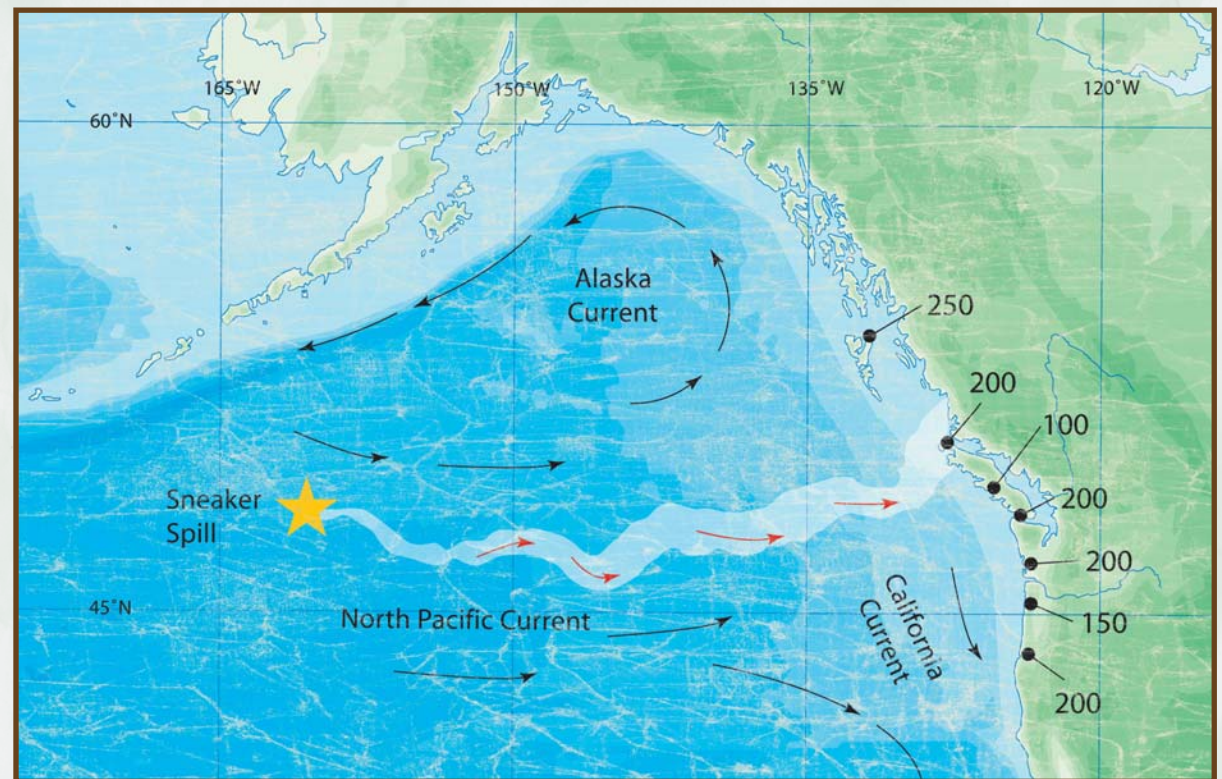 165°W
150°W
135°W
120°W
60°N
Alaska
Current
250
200
100
Sneaker
Spill
200
200
45°N
North Pacific Current
California
Current
150
200